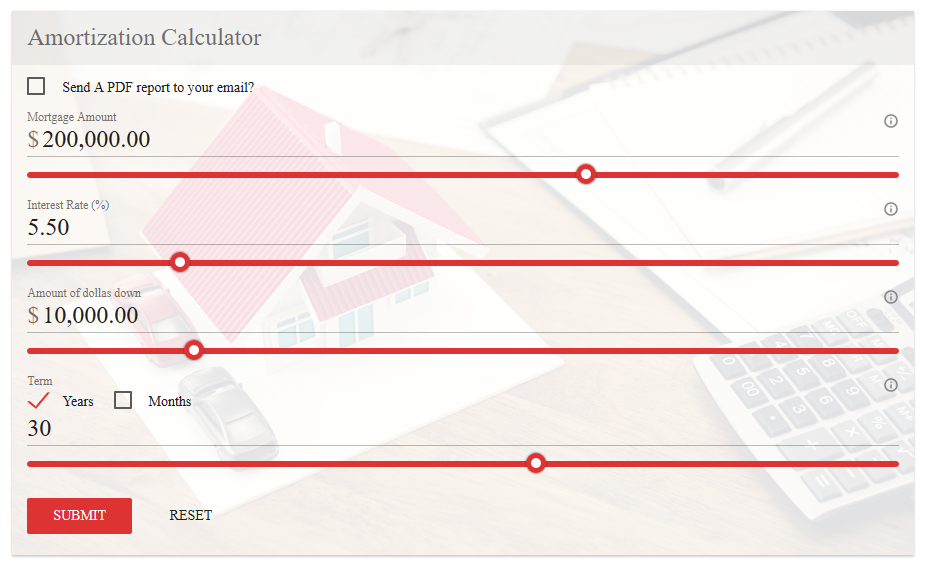 Amortization Calculator
Send A PDF report to your email?
Mortgage Amount
$ 200,000.00
Interest Rate (%)
5.50
Amount of dollas down
$ 10,000.00
Term
Years Months
30
SUBMIT RESET